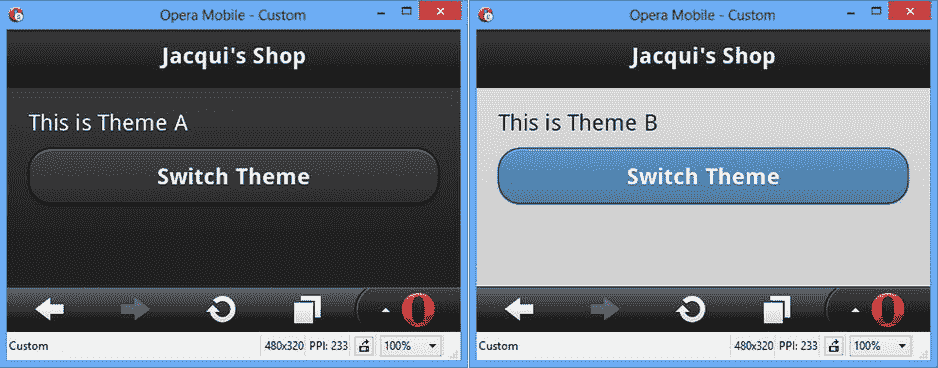 Opera Mobile - Custom
Jacqui's Shop
This is Theme A
Switch Theme
Custom
480x320
PPI: 233
100%
Opera Mobile - Custom
Jacqui's Shop
This is Theme B
Switch Theme
Custom
480x320
PPI: 233
100%